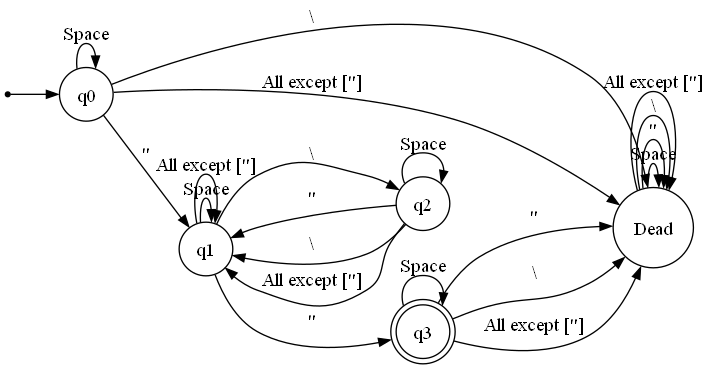 \
Space
q0
All except ["]
All except ["]
\
"
Space
"
All except ["]
Space
\
Space
q2
"
q1
\
All except ["]
"
Dead
Space
\
"
q3
All except ["]